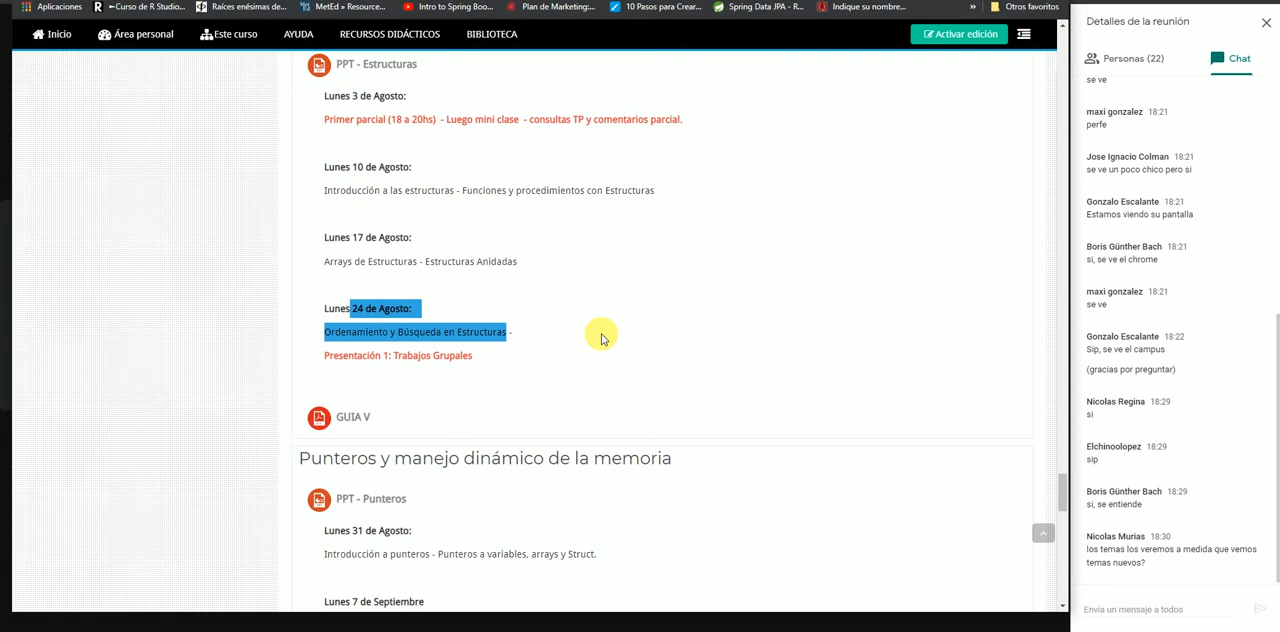 Aplicaciones
R ←Curso de R Studio...
Raíces enésimas de...
MetEd » Resource...
Intro to Spring Boo...
Plan de Marketing:...
10 Pasos para Crear...
Spring Data JPA - R...
Indique su nombre...
»
Otros favoritos
Inicio
Área personal
Este curso
AYUDA
RECURSOS DIDÁCTICOS
BIBLIOTECA
Activar edición
PPT - Estructuras
Lunes 3 de Agosto:
Primer parcial (18 a 20hs) - Luego mini clase - consultas TP y comentarios parcial.
Lunes 10 de Agosto:
Introducción a las estructuras - Funciones y procedimientos con Estructuras
Lunes 17 de Agosto:
Arrays de Estructuras - Estructuras Anidadas
Lunes 24 de Agosto:
Ordenamiento y Búsqueda en Estructuras -
Presentación 1: Trabajos Grupales
GUIA V
Punteros y manejo dinámico de la memoria
PPT - Punteros
Lunes 31 de Agosto:
Introducción a punteros - Punteros a variables, arrays y Struct.
Lunes 7 de Septiembre
Detalles de la reunión
Personas (22)
Chat
se ve
maxi gonzalez 18:21
perfe
Jose Ignacio Colman 18:21
se ve un poco chico pero si
Gonzalo Escalante 18:21
Estamos viendo su pantalla
Boris Günther Bach 18:21
si, se ve el chrome
maxi gonzalez 18:21
se ve
Gonzalo Escalante 18:22
Sip, se ve el campus
(gracias por preguntar)
Nicolas Regina 18:29
si
Elchinoolopez 18:29
sip
Boris Günther Bach 18:29
si, se entiende
Nicolas Murias 18:30
los temas los veremos a medida que vemos
temas nuevos?
Envía un mensaje a todos